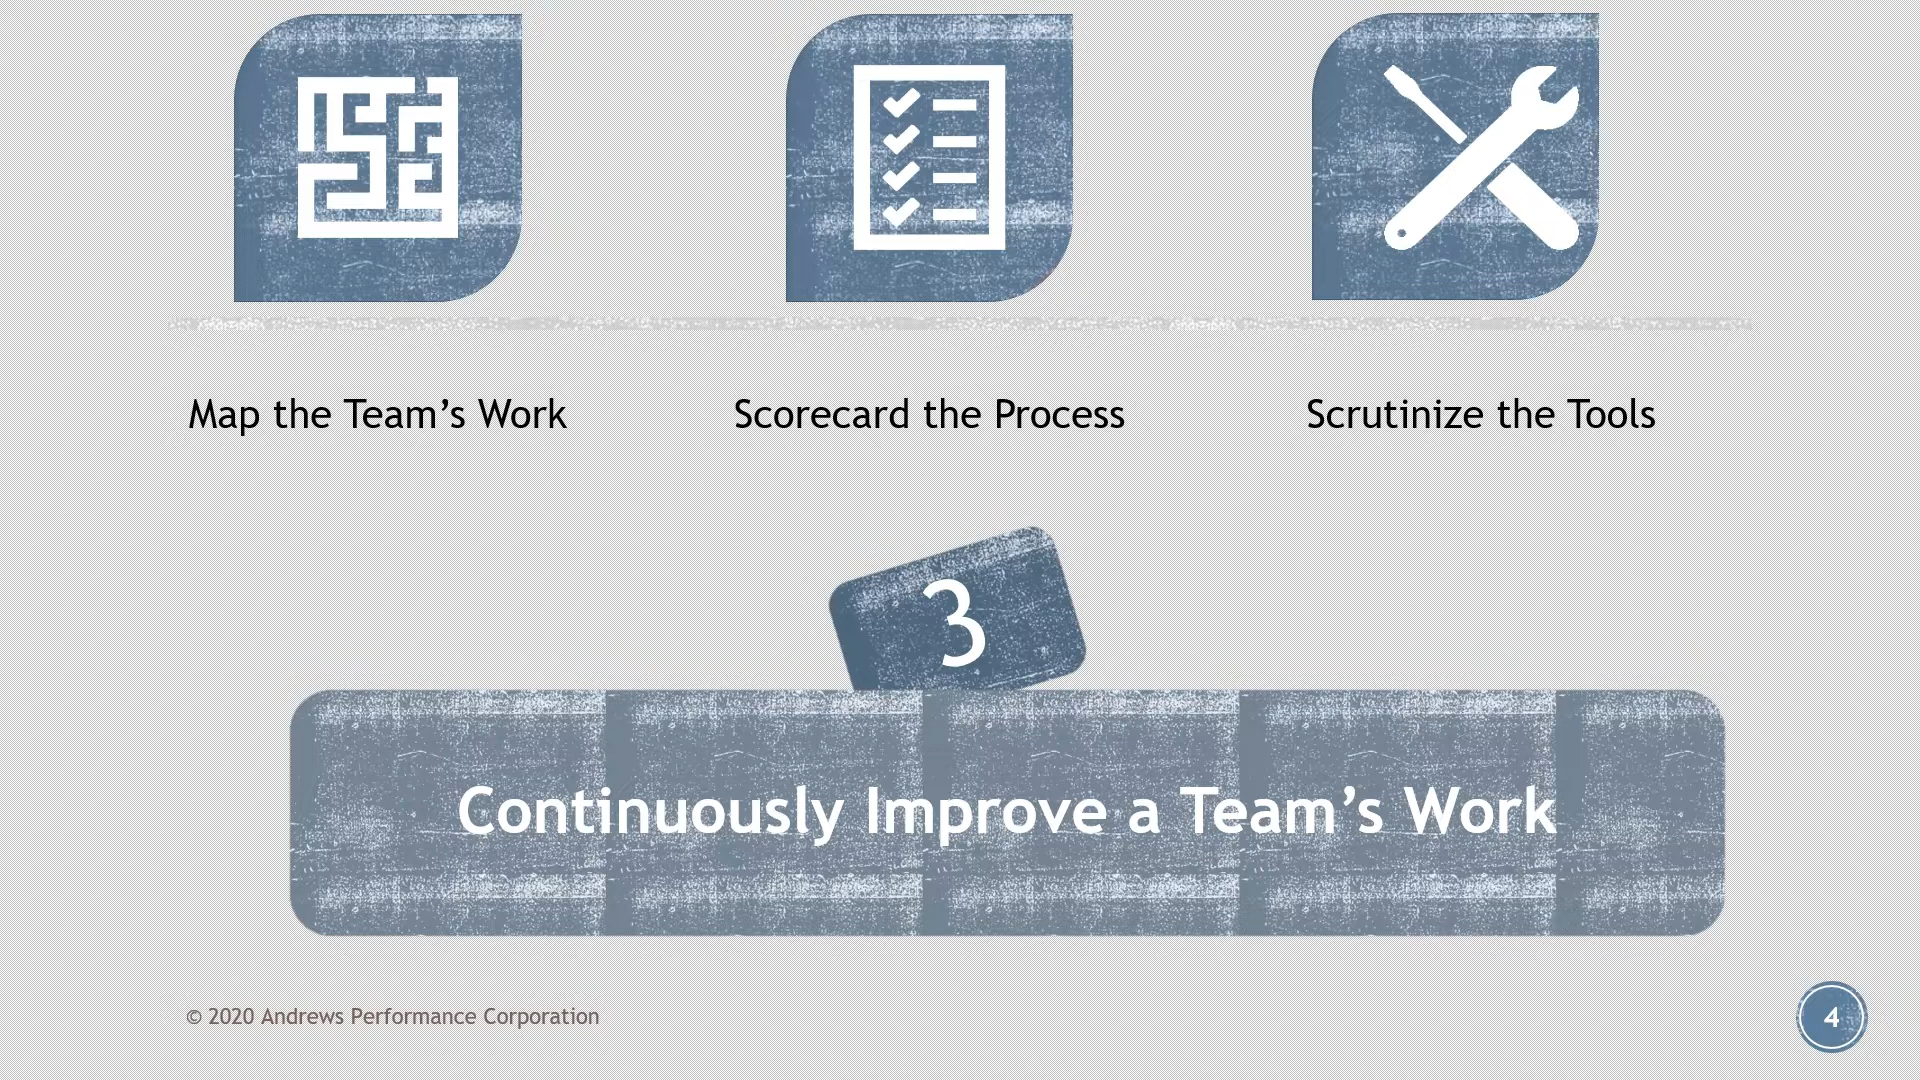 Map the Team’s Work
Scorecard the Process
Scrutinize the Tools
3
Continuously Improve a Team’s Work
© 2020 Andrews Performance Corporation
4